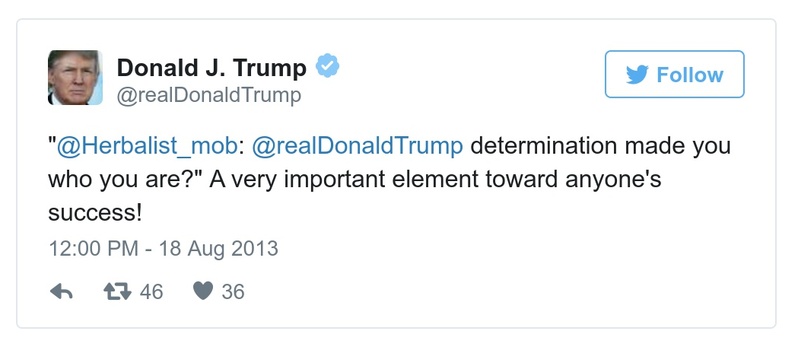 Donald J. Trump
@realDonaldTrump
Follow
"@Herbalist_mob: @realDonaldTrump determination made you
who you are?" A very important element toward anyone's
success!
12:00 PM - 18 Aug 2013
46 36